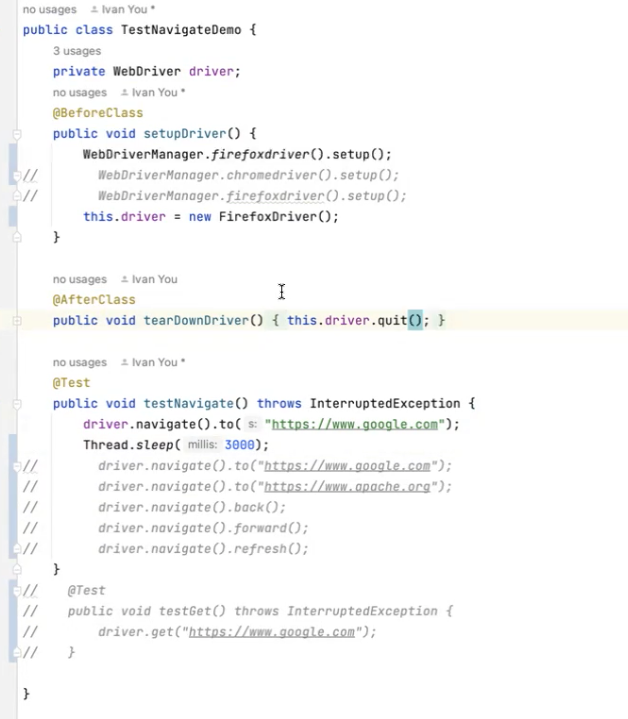 no usages Ivan You *
public class TestNavigateDemo {
3 usages
private WebDriver driver;
no usages Ivan You *
@BeforeClass
public void setupDriver() {
WebDriverManager.firefoxdriver().setup();
// WebDriverManager.chromedriver().setup();
// WebDriverManager.firefoxdriver().setup();
this.driver = new FirefoxDriver();
}
no usages Ivan You
@AfterClass
public void tearDownDriver() { this.driver.quit(); }
no usages Ivan You *
@Test
public void testNavigate() throws InterruptedException {
driver.navigate().to( s: "https://www.google.com");
Thread.sleep( millis: 3000);
// driver.navigate().to("https://www.google.com");
// driver.navigate().to("https://www.apache.org");
// driver.navigate().back();
// driver.navigate().forward();
// driver.navigate().refresh();
}
// @Test
// public void testGet() throws InterruptedException {
// driver.get("https://www.google.com");
// }
}